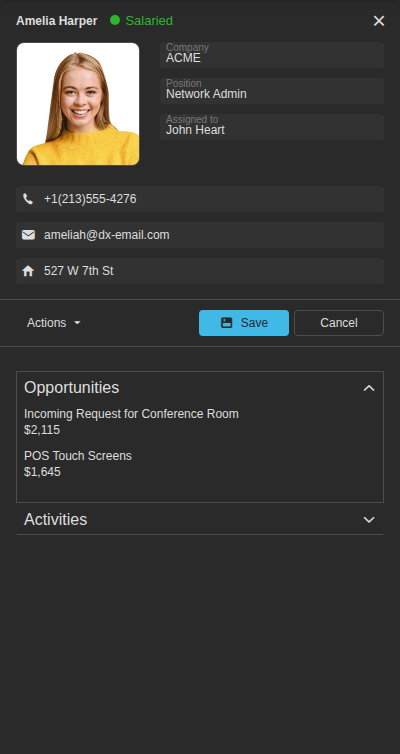 Amelia Harper Salaried
Company
ACME
Position
Network Admin
Assigned to
John Heart
+1(213)555-4276
ameliah@dx-email.com
527 W 7th St
Actions Save Cancel
Opportunities
Incoming Request for Conference Room
$2,115
POS Touch Screens
$1,645
Activities